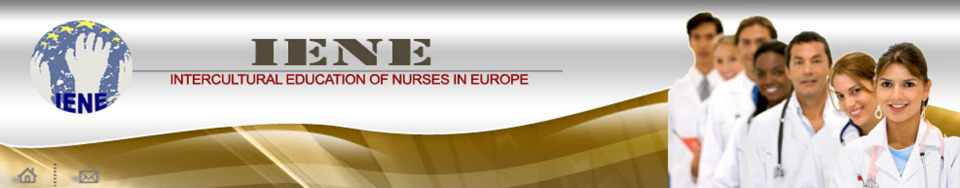 IENE
INTERCULTURAL EDUCATION OF NURSES IN EUROPE
IENE